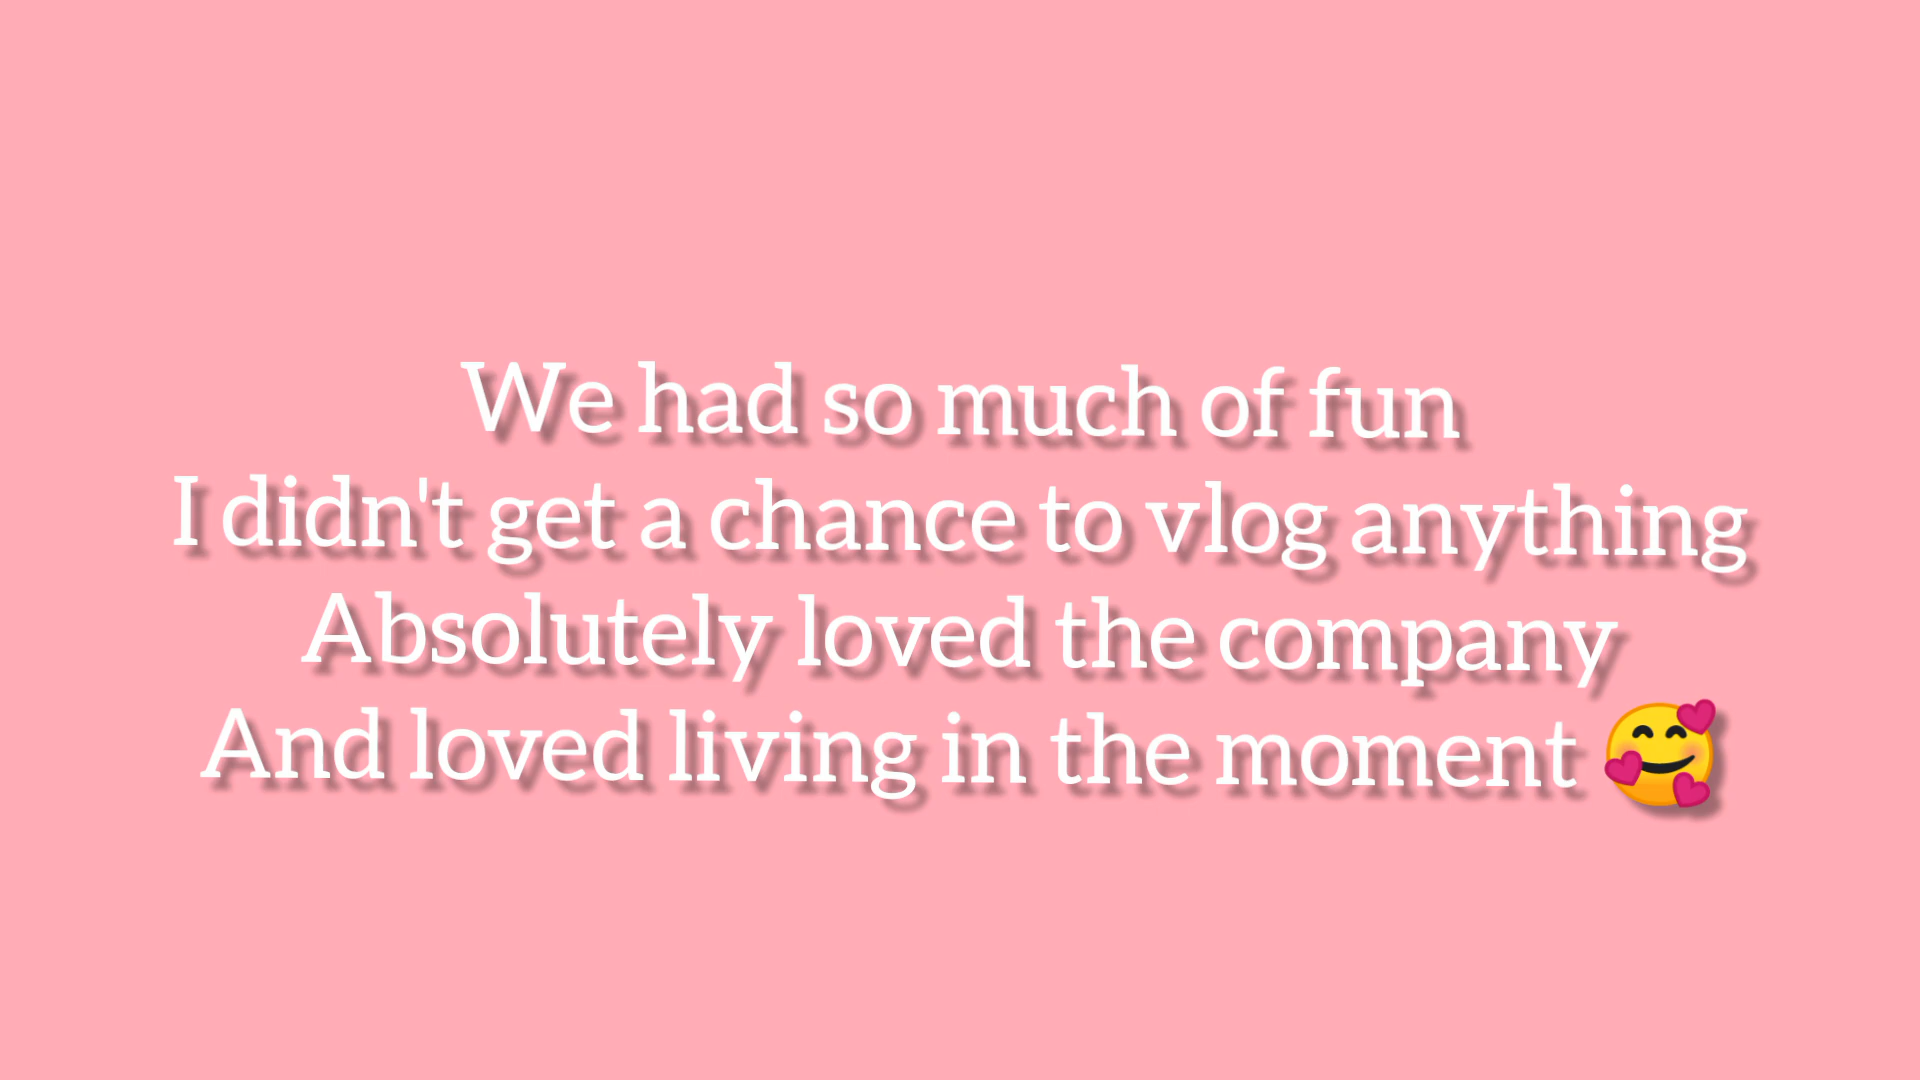 We had so much of fun
I didn't get a chance to vlog anything
Absolutely loved the company
And loved living in the moment 🥰